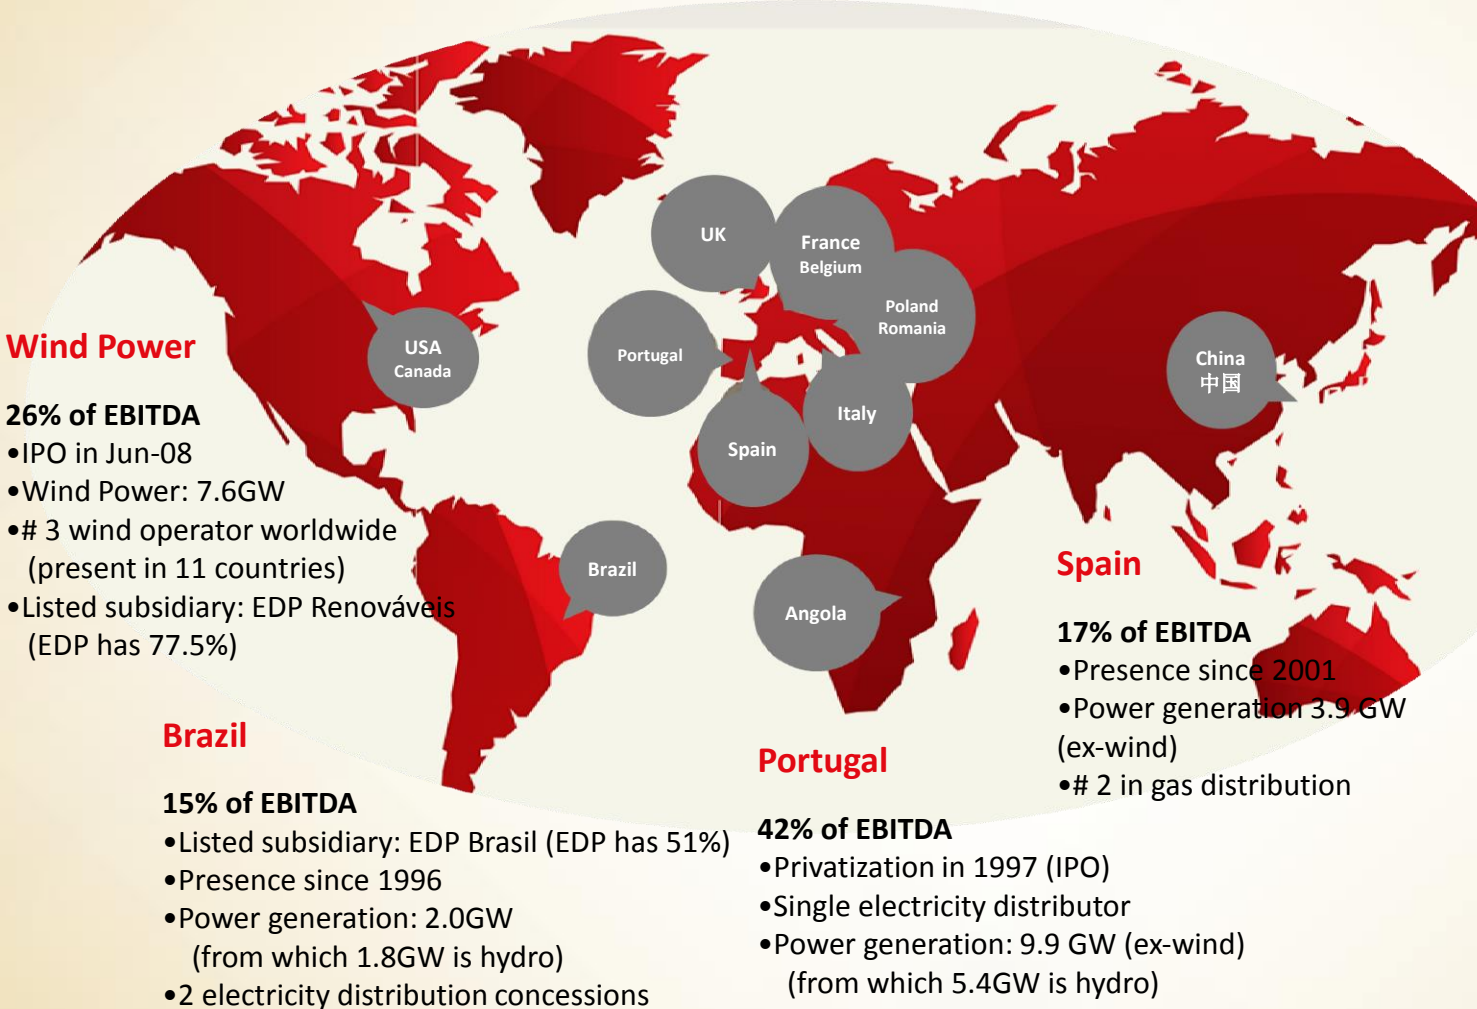 UK
France
Belgium
Poland
Romania
Portugal
USA
Canada
Italy
Spain
China
中国
Brazil
Angola
Wind Power
26% of EBITDA
•IPO in Jun-08
•Wind Power: 7.6GW
•# 3 wind operator worldwide
(present in 11 countries)
•Listed subsidiary: EDP Renováveis
(EDP has 77.5%)
Spain
17% of EBITDA
•Presence since 2001
•Power generation 3.9 GW
(ex-wind)
•# 2 in gas distribution
Brazil
15% of EBITDA
•Listed subsidiary: EDP Brasil (EDP has 51%)
•Presence since 1996
•Power generation: 2.0GW
(from which 1.8GW is hydro)
•2 electricity distribution concessions
Portugal
42% of EBITDA
•Privatization in 1997 (IPO)
•Single electricity distributor
•Power generation: 9.9 GW (ex-wind)
(from which 5.4GW is hydro)